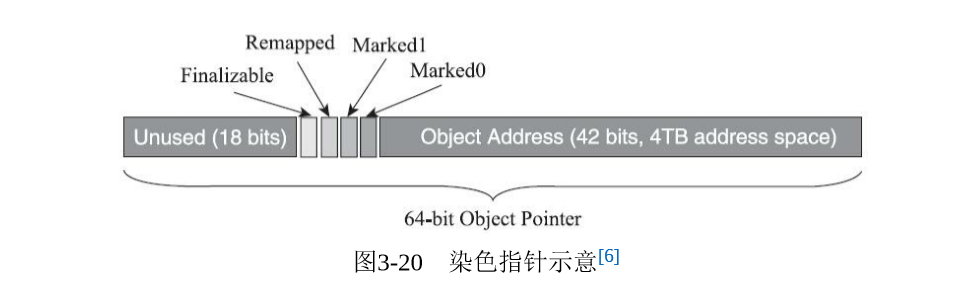 Remapped Marked1
Finalizable Marked0
Unused (18 bits) Object Address (42 bits, 4TB address space)
64-bit Object Pointer
图3-20 染色指针示意[6]